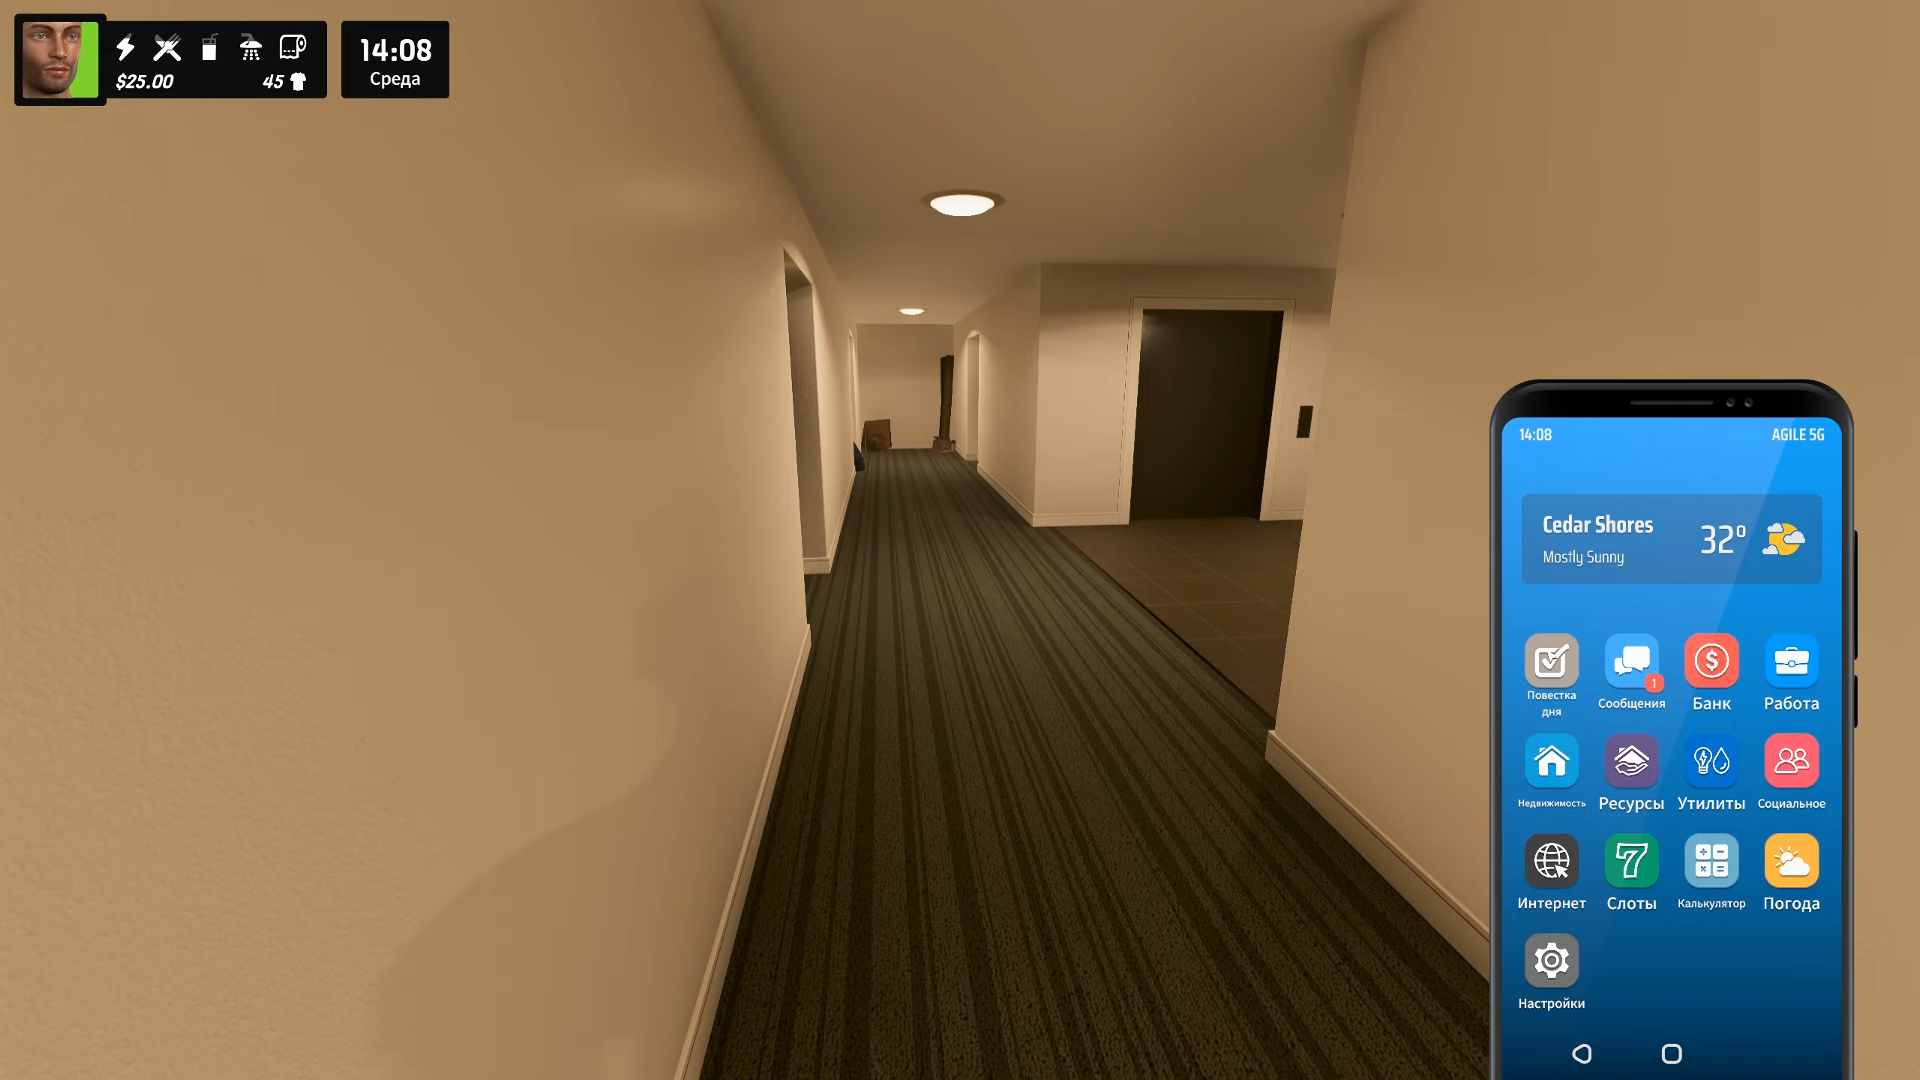 $25.00
45
14:08
Среда
14:08
AGILE 5G
Cedar Shores
Mostly Sunny
32°
Повестка
дня
Сообщения
1
Банк
Работа
Недвижимость
Ресурсы
Утилиты
Социальное
Интернет
7
Слоты
Калькулятор
Погода
Настройки